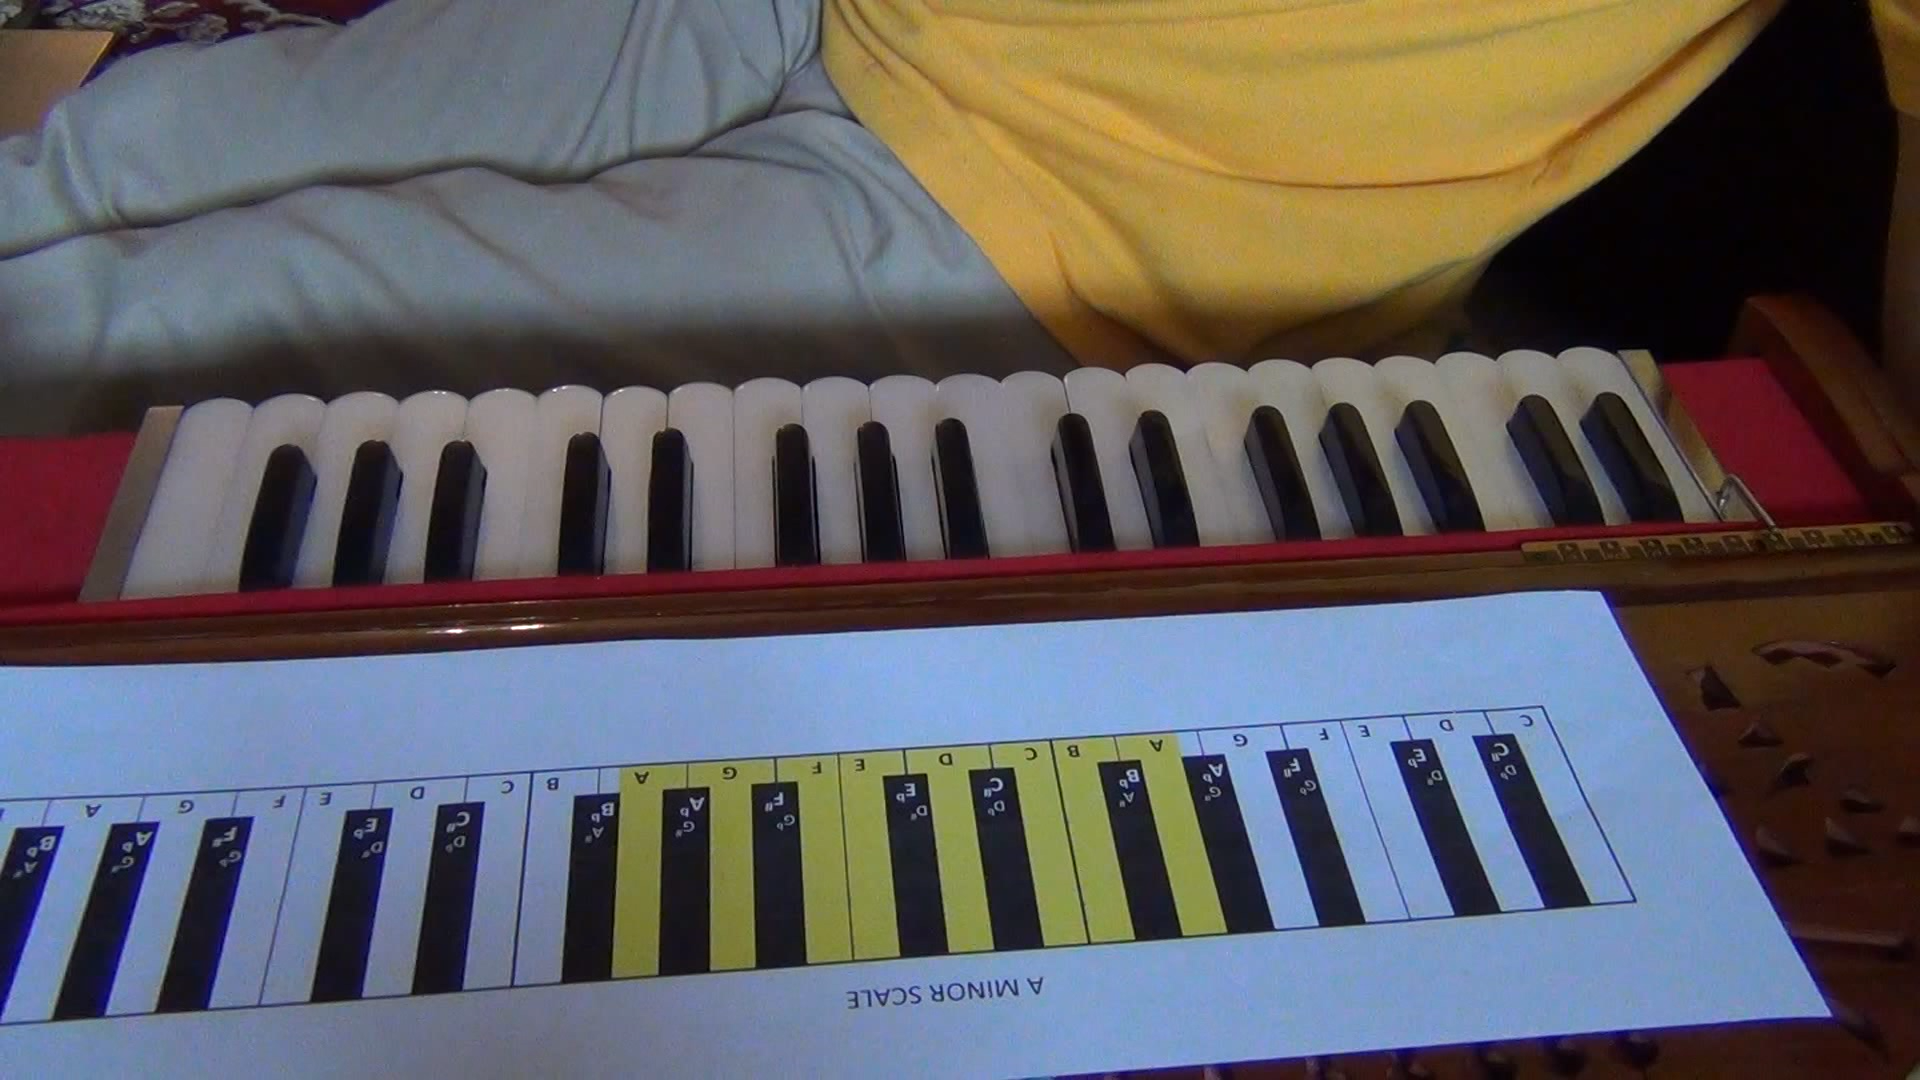 A MINOR SCALE
D♭ D# G♭ G# A# D♭ D# G♭ G# A# D♭ D# G♭ G# A#
C# E♭ F# A♭ B♭ C# E♭ F# A♭ B♭ C# E♭ F# A♭ B♭
C D E F G A B C D E F G A B C D E F G A